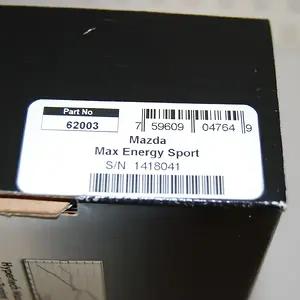 Part No
62003
7 59609 04764 9
Mazda
Max Energy Sport
S/N 1418041